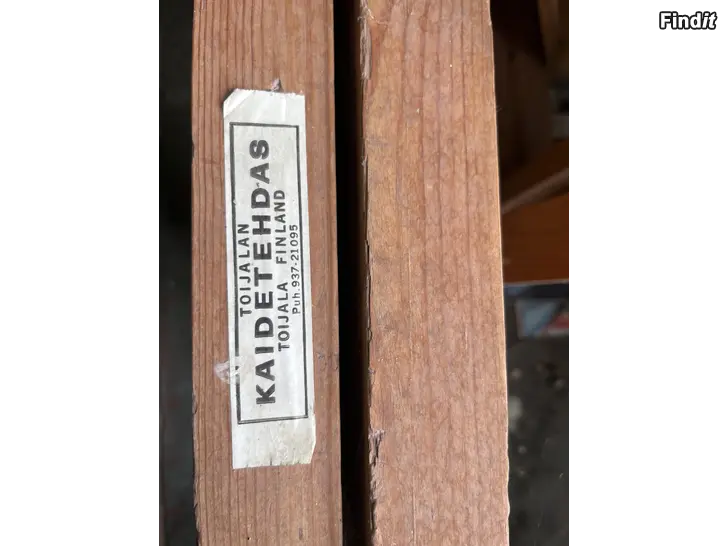 Findit
TOIJALAN
KAIDETEHDAS
TOIJALA FINLAND
Puh.937-21095